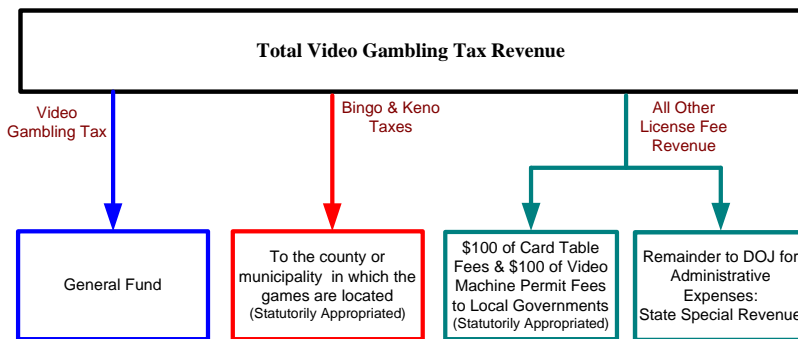 Total Video Gambling Tax Revenue
Video
Gambling Tax
Bingo & Keno
Taxes
All Other
License Fee
Revenue
General Fund
To the county or
municipality in which the
games are located
(Statutorily Appropriated)
$100 of Card Table
Fees & $100 of Video
Machine Permit Fees
to Local Governments
(Statutorily Appropriated)
Remainder to DOJ for
Administrative
Expenses:
State Special Revenue